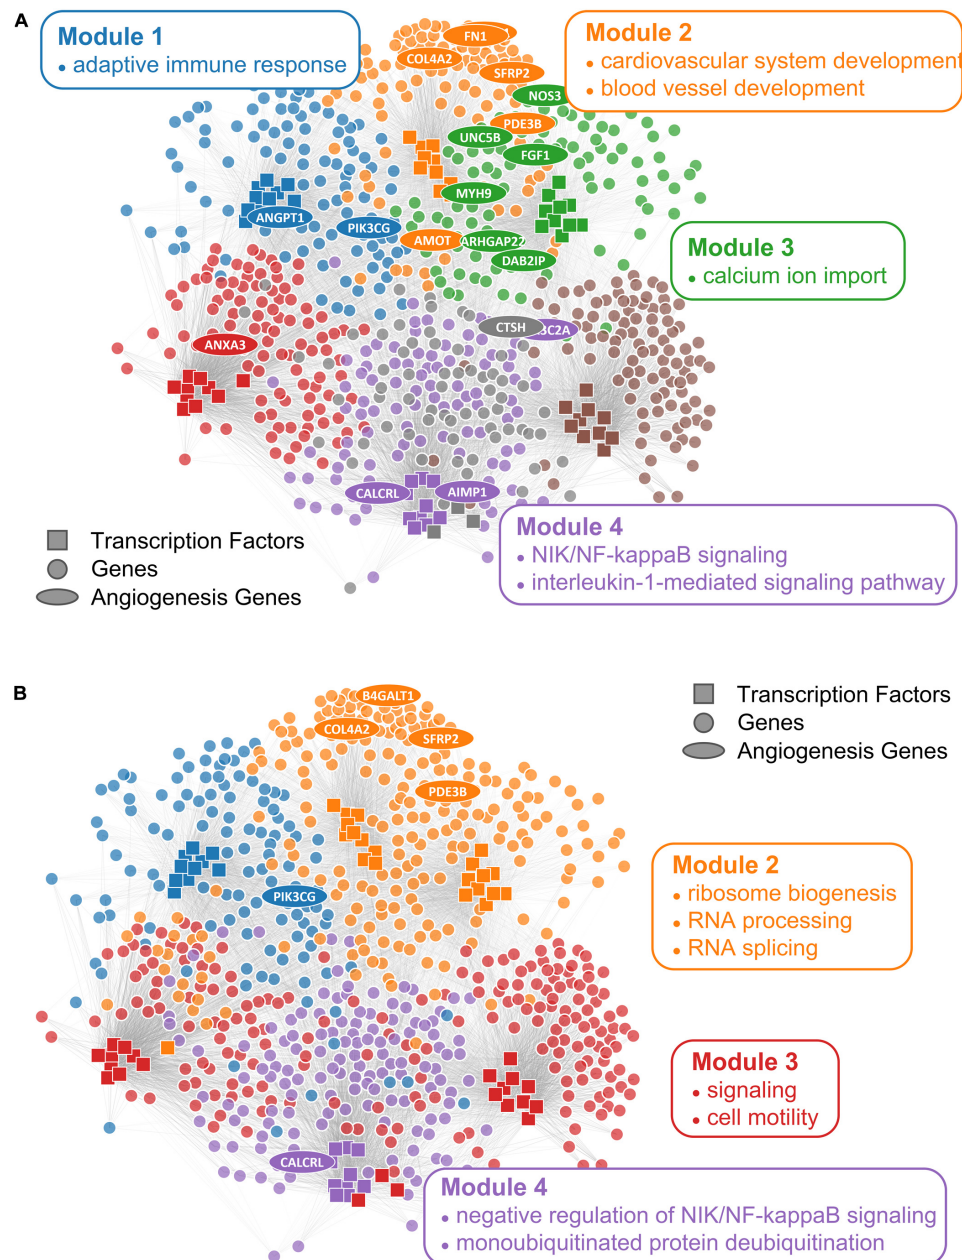 A
Module 1
• adaptive immune response
Module 2
• cardiovascular system development
• blood vessel development
FN1
COL4A2
SFRP2
NOS3
PDE3B
UNC5B
FGF1
MYH9
ANGPT1
PIK3CG
AMOT
ARHGAP22
DAB2IP
Module 3
• calcium ion import
CTSH
3C2A
ANXA3
CALCRL
AIMP1
Module 4
• NIK/NF-kappaB signaling
• interleukin-1-mediated signaling pathway
Transcription Factors
Genes
Angiogenesis Genes
B
B4GALT1
COL4A2
SFRP2
PDE3B
PIK3CG
Transcription Factors
Genes
Angiogenesis Genes
Module 2
• ribosome biogenesis
• RNA processing
• RNA splicing
Module 3
• signaling
• cell motility
CALCRL
Module 4
• negative regulation of NIK/NF-kappaB signaling
• monoubiquitinated protein deubiquitination